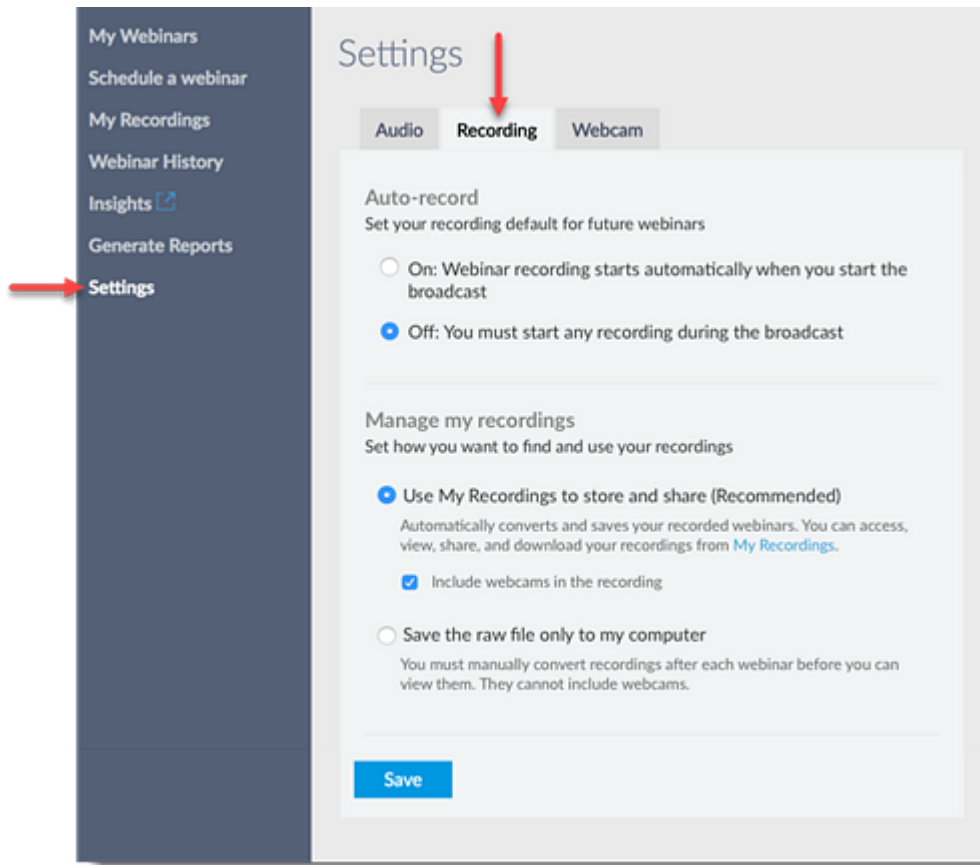 My Webinars
Schedule a webinar
My Recordings
Webinar History
Insights
Generate Reports
Settings
Settings
Audio
Recording
Webcam
Auto-record
Set your recording default for future webinars
On: Webinar recording starts automatically when you start the
broadcast
Off: You must start any recording during the broadcast
Manage my recordings
Set how you want to find and use your recordings
Use My Recordings to store and share (Recommended)
Automatically converts and saves your recorded webinars. You can access,
view, share, and download your recordings from My Recordings.
Include webcams in the recording
Save the raw file only to my computer
You must manually convert recordings after each webinar before you can
view them. They cannot include webcams.
Save